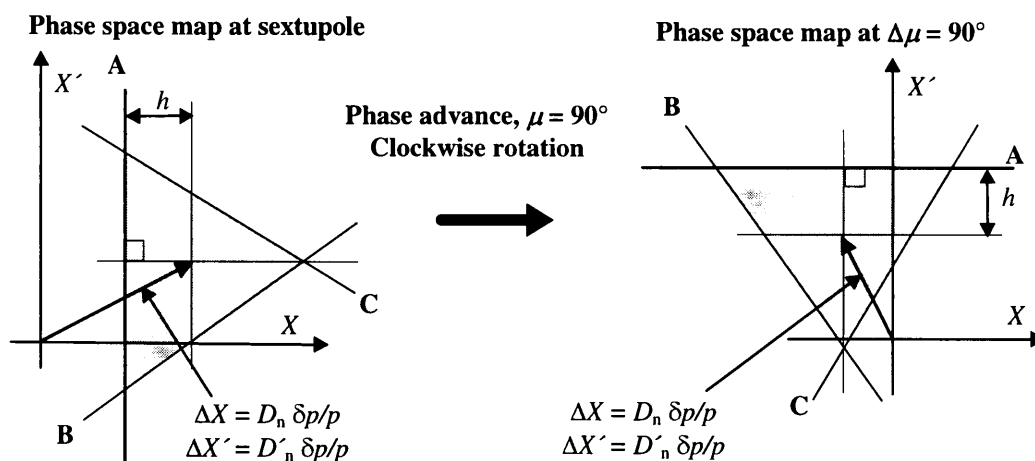 Phase space map at sextupole
A
X´
h
X
C
B
ΔX = Dₙ δp/p
ΔX´ = D´ₙ δp/p
Phase advance, μ = 90°
Clockwise rotation
Phase space map at Δμ = 90°
X´
B
A
h
X
C
ΔX = Dₙ δp/p
ΔX´ = D´ₙ δp/p